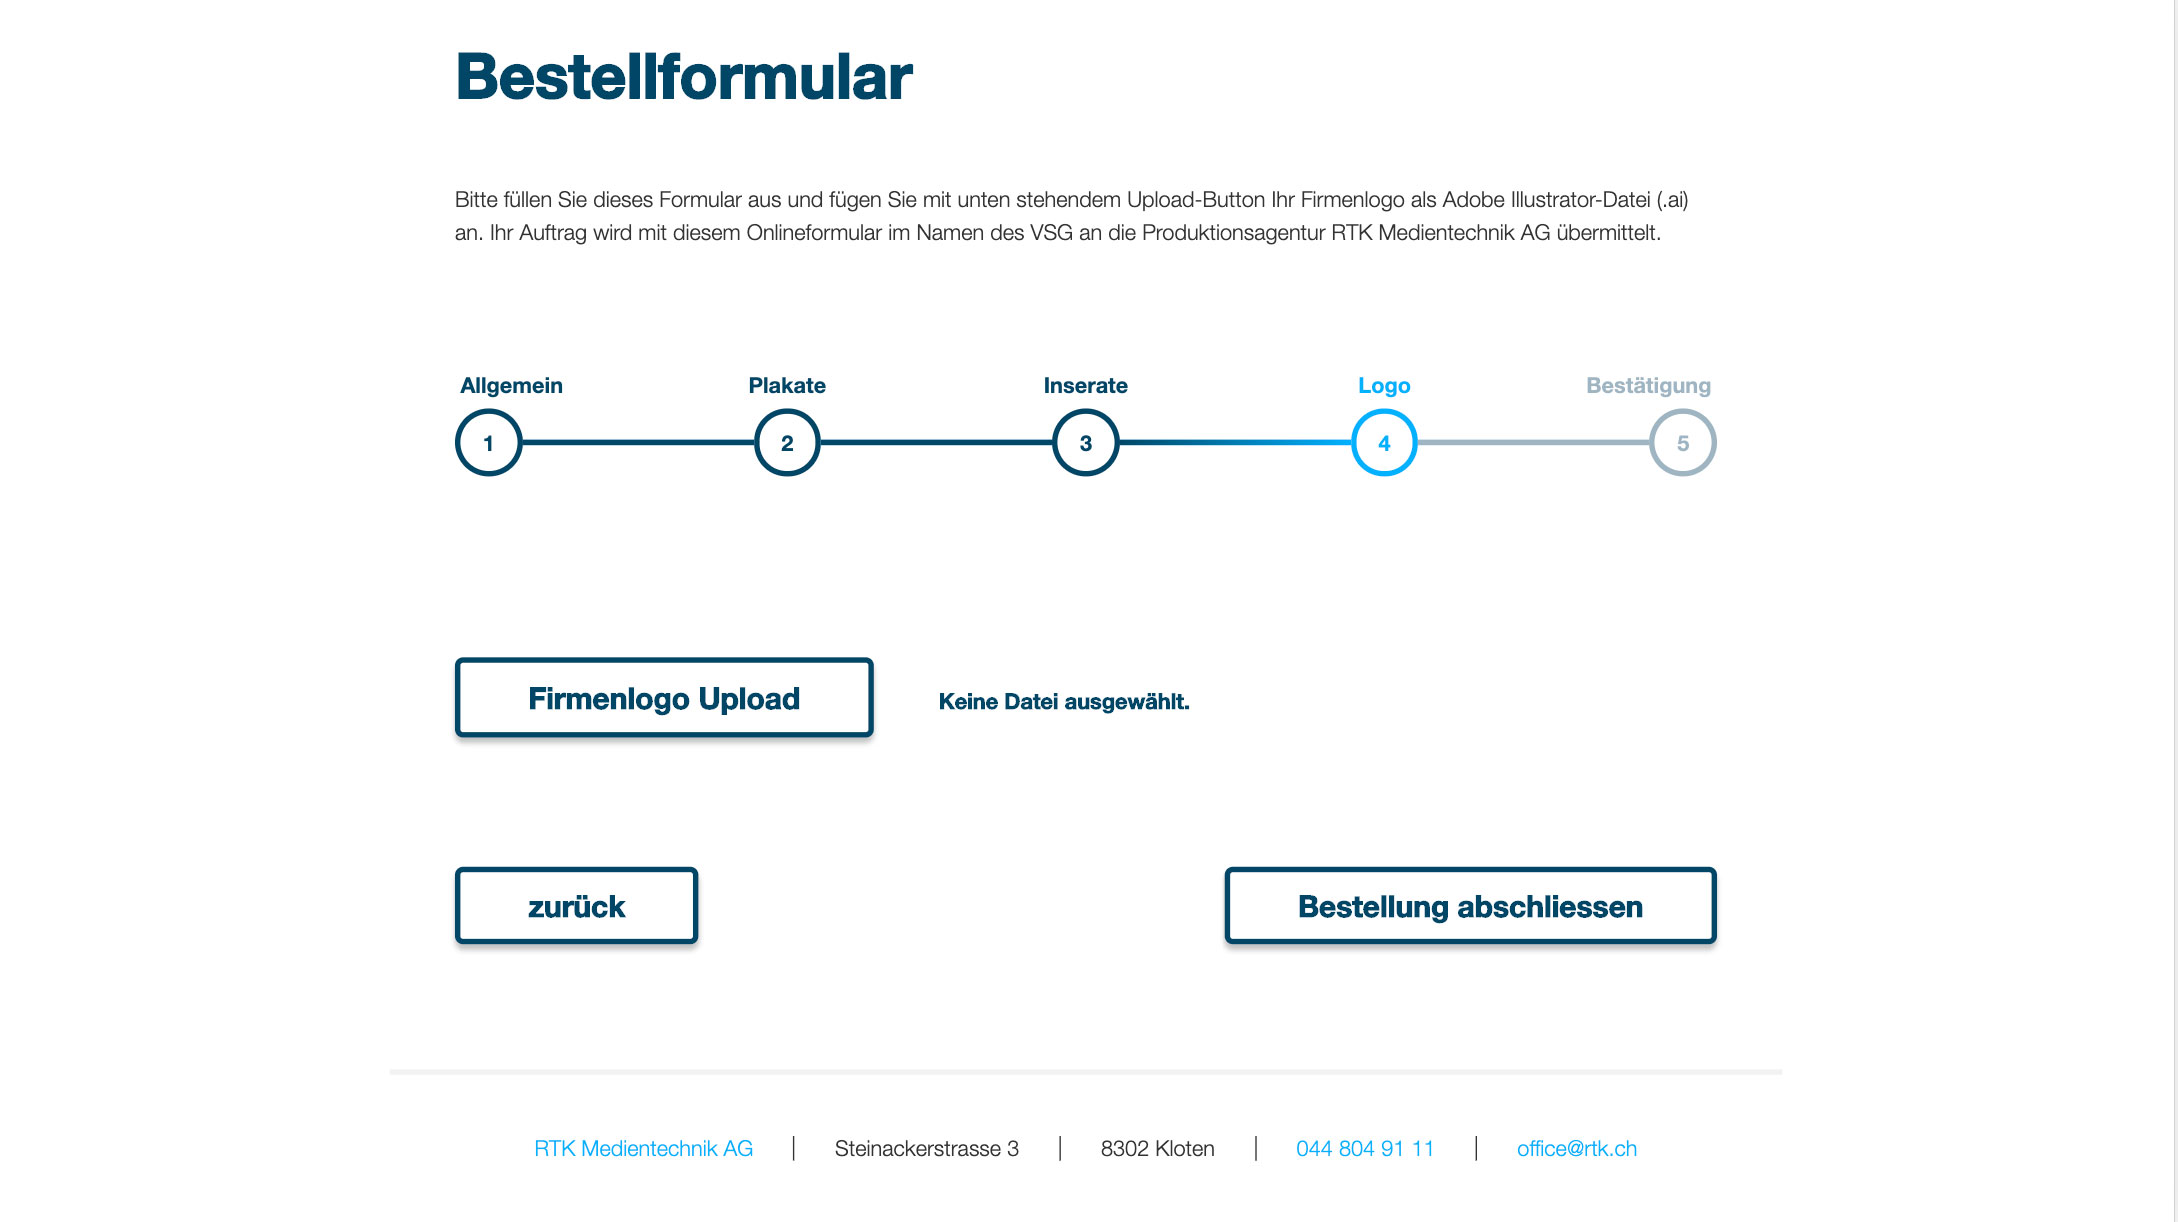 Bestellformular
Bitte füllen Sie dieses Formular aus und fügen Sie mit unten stehendem Upload-Button Ihr Firmenlogo als Adobe Illustrator-Datei (.ai)
an. Ihr Auftrag wird mit diesem Onlineformular im Namen des VSG an die Produktionsagentur RTK Medientechnik AG übermittelt.
Allgemein Plakate Inserate Logo Bestätigung
1 2 3 4 5
Firmenlogo Upload Keine Datei ausgewählt.
zurück Bestellung abschliessen
RTK Medientechnik AG | Steinackerstrasse 3 | 8302 Kloten | 044 804 91 11 | office@rtk.ch